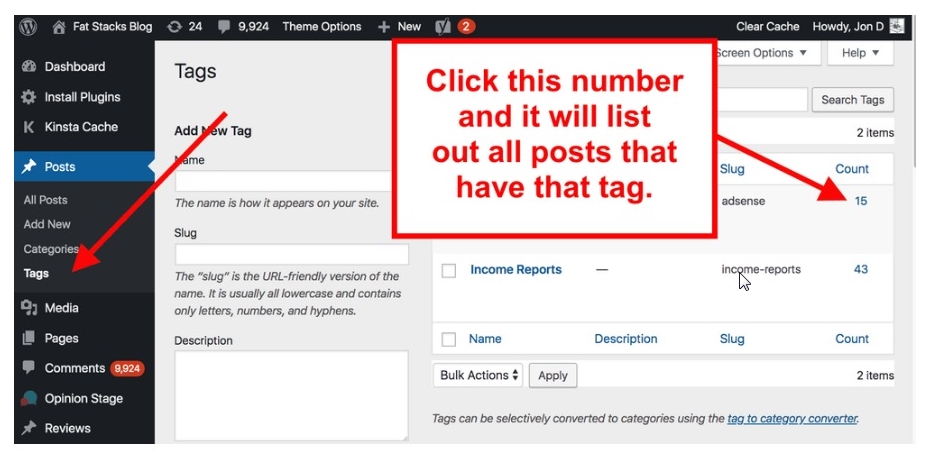 Fat Stacks Blog 24 9,924 Theme Options + New 2 Clear Cache Howdy, Jon D
Dashboard
Install Plugins
Kinsta Cache
Posts
All Posts
Add New
Categories
Tags
Media
Pages
Comments 9,924
Opinion Stage
Reviews
Tags
Add New Tag
Name
The name is how it appears on your site.
Slug
The "slug" is the URL-friendly version of the
name. It is usually all lowercase and contains
only letters, numbers, and hyphens.
Description
Click this number
and it will list
out all posts that
have that tag.
Screen Options ▼ Help ▼
Search Tags
2 items
Slug Count
adsense 15
Income Reports — income-reports 43
Name Description Slug Count
Bulk Actions Apply 2 items
Tags can be selectively converted to categories using the tag to category converter.